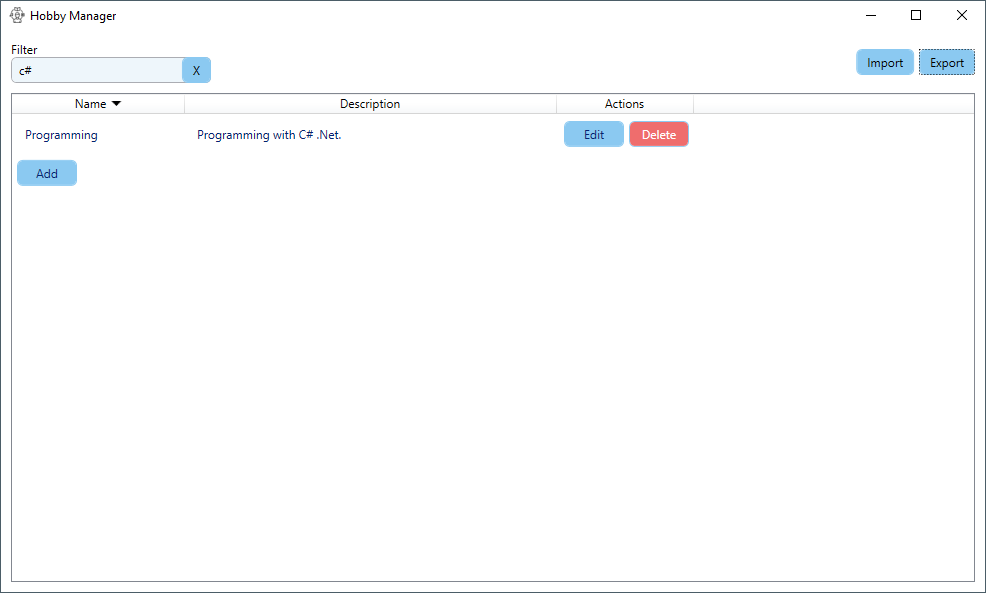 Hobby Manager
Filter
c#
X
Import
Export
Name
Description
Actions
Programming
Programming with C# .Net.
Edit
Delete
Add